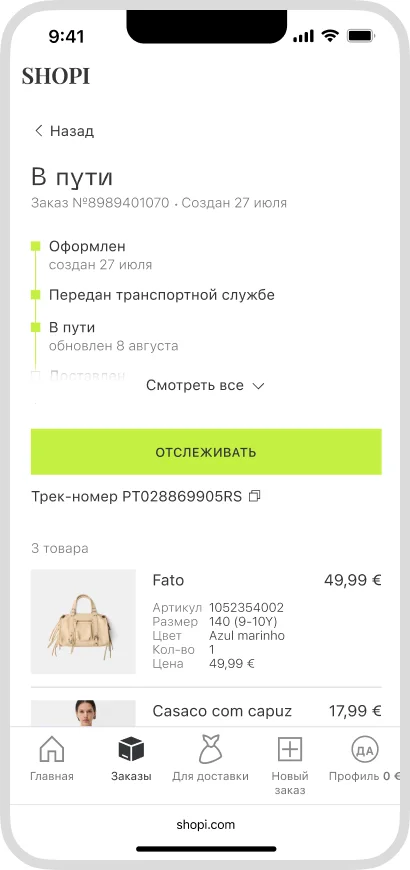 9:41
SHOPI
Назад
В пути
Заказ №8989401070 · Создан 27 июля
Оформлен
создан 27 июля
Передан транспортной службе
В пути
обновлен 8 августа
Доставлен
Смотреть все
ОТСЛЕЖИВАТЬ
Трек-номер PT028869905RS
3 товара
Fato 49,99 €
Артикул 1052354002
Размер 140 (9-10Y)
Цвет Azul marinho
Кол-во 1
Цена 49,99 €
Casaco com capuz 17,99 €
ДА
Главная Заказы Для доставки Новый заказ Профиль 0 €
shopi.com